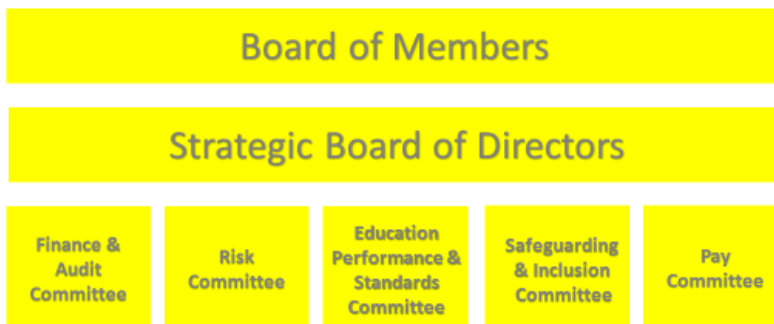 Board of Members
Strategic Board of Directors
Finance &
Audit
Committee
Risk
Committee
Education
Performance &
Standards
Committee
Safeguarding
& Inclusion
Committee
Pay
Committee